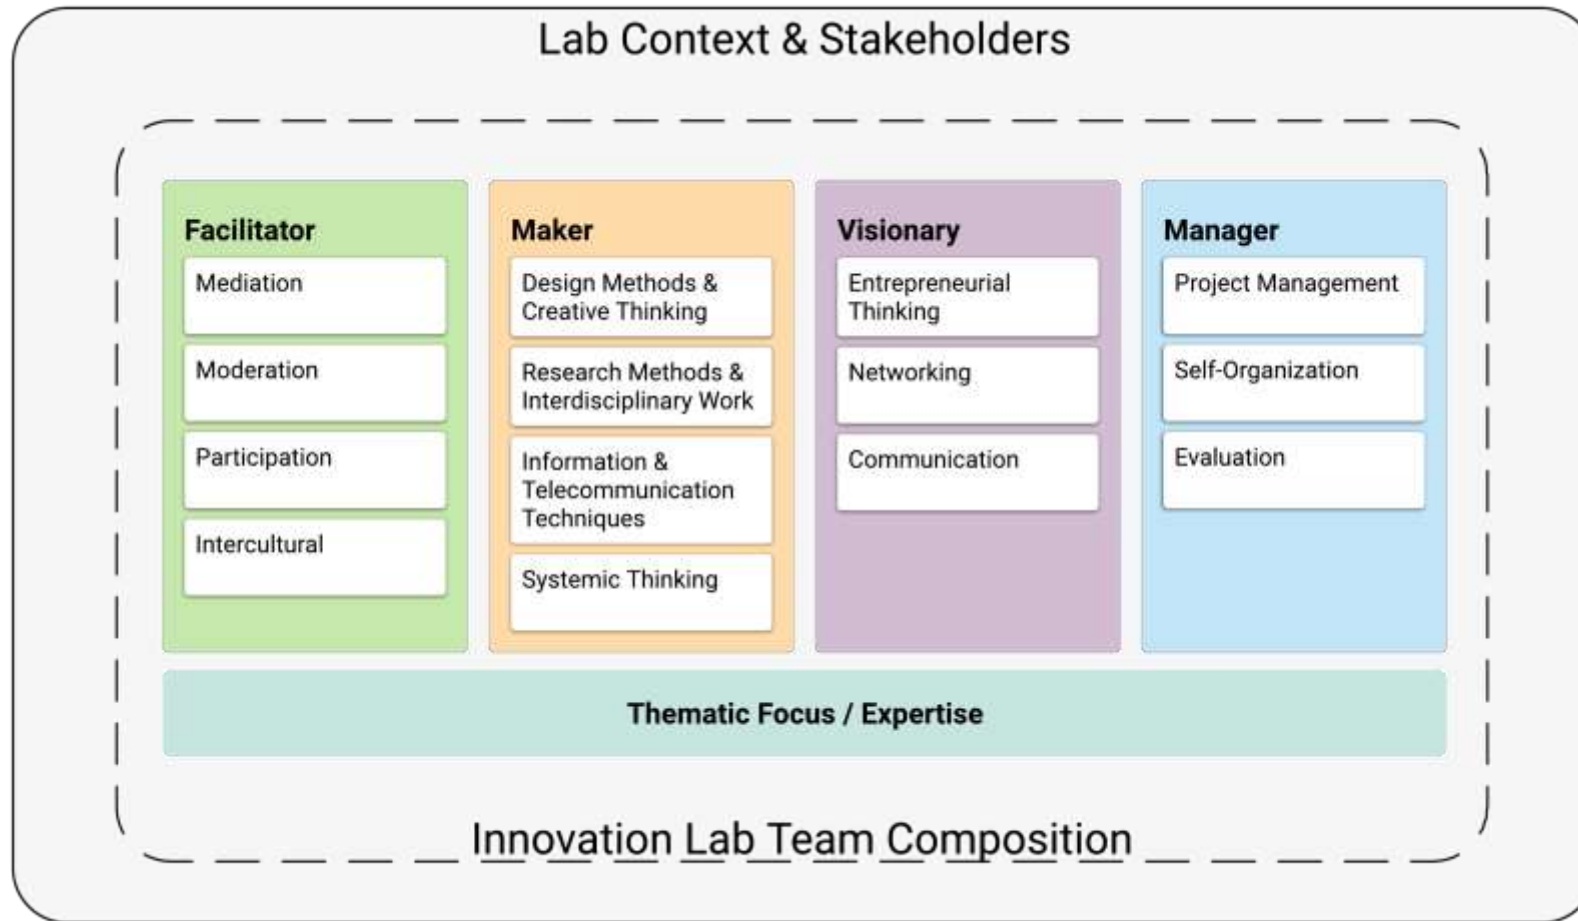 Lab Context & Stakeholders
Facilitator
Mediation
Moderation
Participation
Intercultural
Maker
Design Methods &
Creative Thinking
Research Methods &
Interdisciplinary Work
Information &
Telecommunication
Techniques
Systemic Thinking
Visionary
Entrepreneurial
Thinking
Networking
Communication
Manager
Project Management
Self-Organization
Evaluation
Thematic Focus / Expertise
Innovation Lab Team Composition